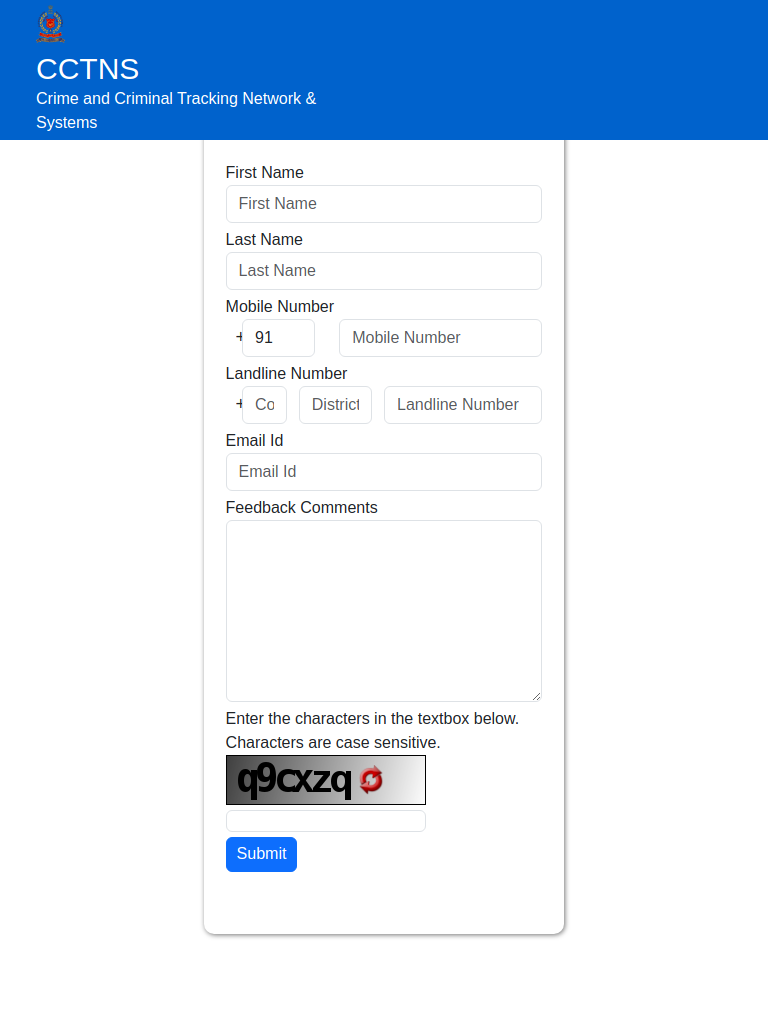 CCTNS
Crime and Criminal Tracking Network &
Systems
First Name
First Name
Last Name
Last Name
Mobile Number
+ 91 Mobile Number
Landline Number
+ Co District Landline Number
Email Id
Email Id
Feedback Comments
Enter the characters in the textbox below.
Characters are case sensitive.
q9cxzq
Submit